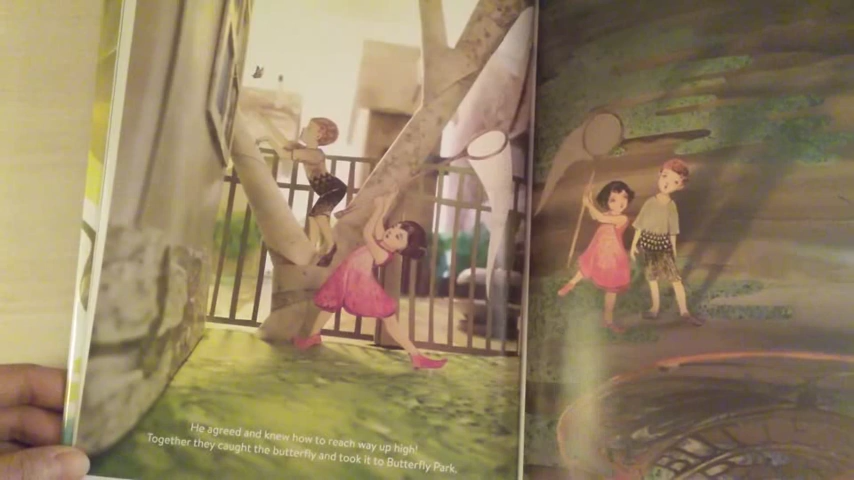 He agreed and knew how to reach way up high!
Together they caught the butterfly and took it to Butterfly Park.